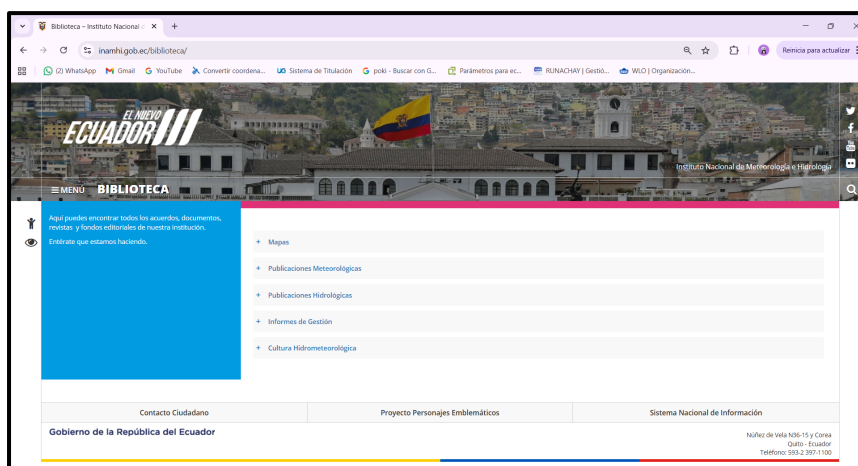 Biblioteca – Instituto Nacional d
inamhi.gob.ec/biblioteca/
Reinicia para actualizar
(2) WhatsApp
Gmail
YouTube
Convertir coordena...
Sistema de Titulación
poki - Buscar con G...
Parámetros para ec...
RUNACHAY | Gestió...
WLO | Organización...
EL NUEVO
ECUADOR
Instituto Nacional de Meteorología e Hidrología
MENÚ BIBLIOTECA
Aquí puedes encontrar todos los acuerdos, documentos,
revistas y fondos editoriales de nuestra institución.
Entérate que estamos haciendo.
+ Mapas
+ Publicaciones Meteorológicas
+ Publicaciones Hidrológicas
+ Informes de Gestión
+ Cultura Hidrometeorológica
Contacto Ciudadano
Proyecto Personajes Emblemáticos
Sistema Nacional de Información
Gobierno de la República del Ecuador
Núñez de Vela N36-15 y Corea
Quito - Ecuador
Teléfono: 593-2 397-1100